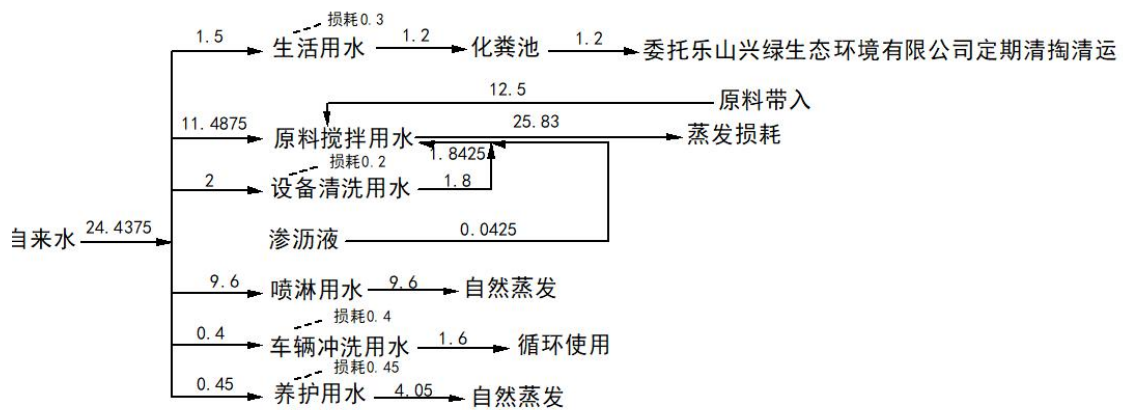 损耗0.3
1.5 生活用水 1.2 化粪池 1.2 委托乐山兴绿生态环境有限公司定期清掏清运
12.5 原料带入
11.4875 原料搅拌用水 25.83 蒸发损耗
1.8425
损耗0.2
2 设备清洗用水 1.8
自来水 24.4375
渗沥液 0.0425
9.6 喷淋用水 9.6 自然蒸发
损耗0.4
0.4 车辆冲洗用水 1.6 循环使用
损耗0.45
0.45 养护用水 4.05 自然蒸发